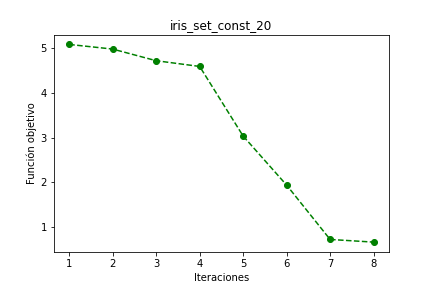 iris_set_const_20
Función objetivo
5
4
3
2
1
1 2 3 4 5 6 7 8
Iteraciones